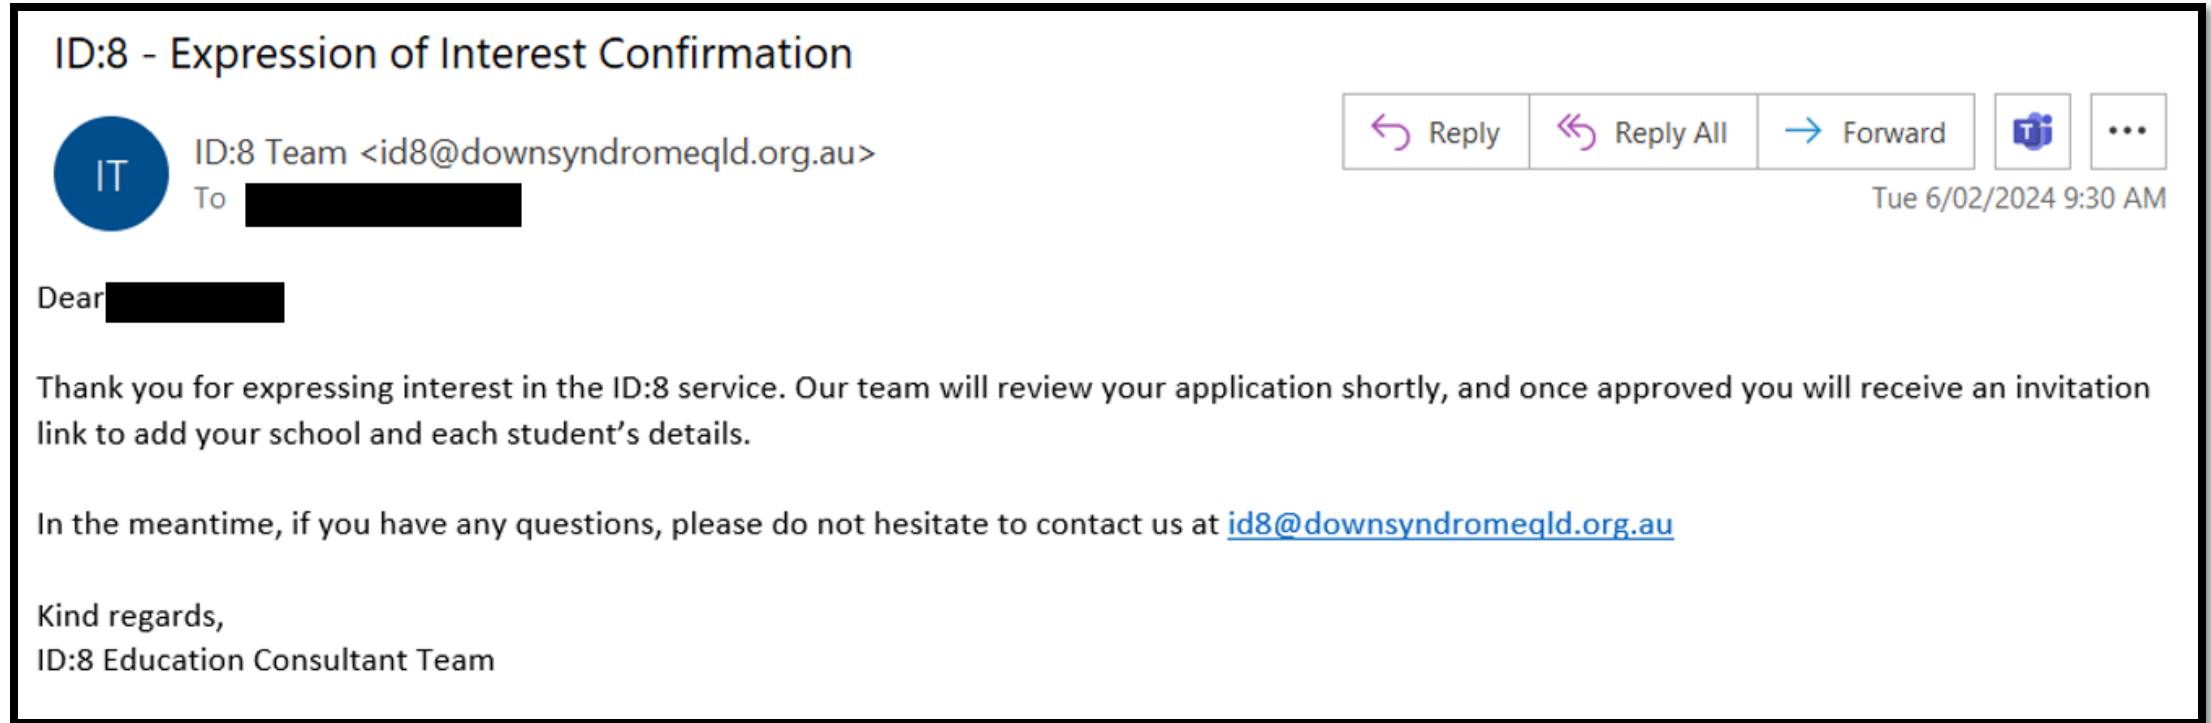 ID:8 - Expression of Interest Confirmation
IT
ID:8 Team <id8@downsyndromeqld.org.au>
To
Reply
Reply All
Forward
Tue 6/02/2024 9:30 AM
Dear
Thank you for expressing interest in the ID:8 service. Our team will review your application shortly, and once approved you will receive an invitation
link to add your school and each student’s details.
In the meantime, if you have any questions, please do not hesitate to contact us at id8@downsyndromeqld.org.au
Kind regards,
ID:8 Education Consultant Team